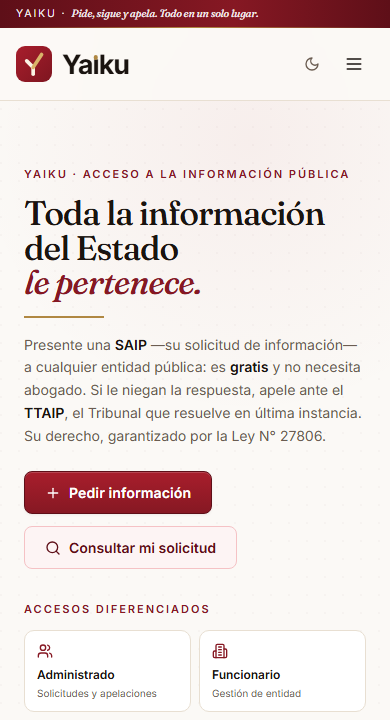 YAIKU · Pide, sigue y apela. Todo en un solo lugar.
Yaiku
YAIKU · ACCESO A LA INFORMACIÓN PÚBLICA
Toda la información
del Estado
le pertenece.
Presente una SAIP —su solicitud de información—
a cualquier entidad pública: es gratis y no necesita
abogado. Si le niegan la respuesta, apele ante el
TTAIP, el Tribunal que resuelve en última instancia.
Su derecho, garantizado por la Ley N° 27806.
Pedir información
Consultar mi solicitud
ACCESOS DIFERENCIADOS
Administrado
Solicitudes y apelaciones
Funcionario
Gestión de entidad